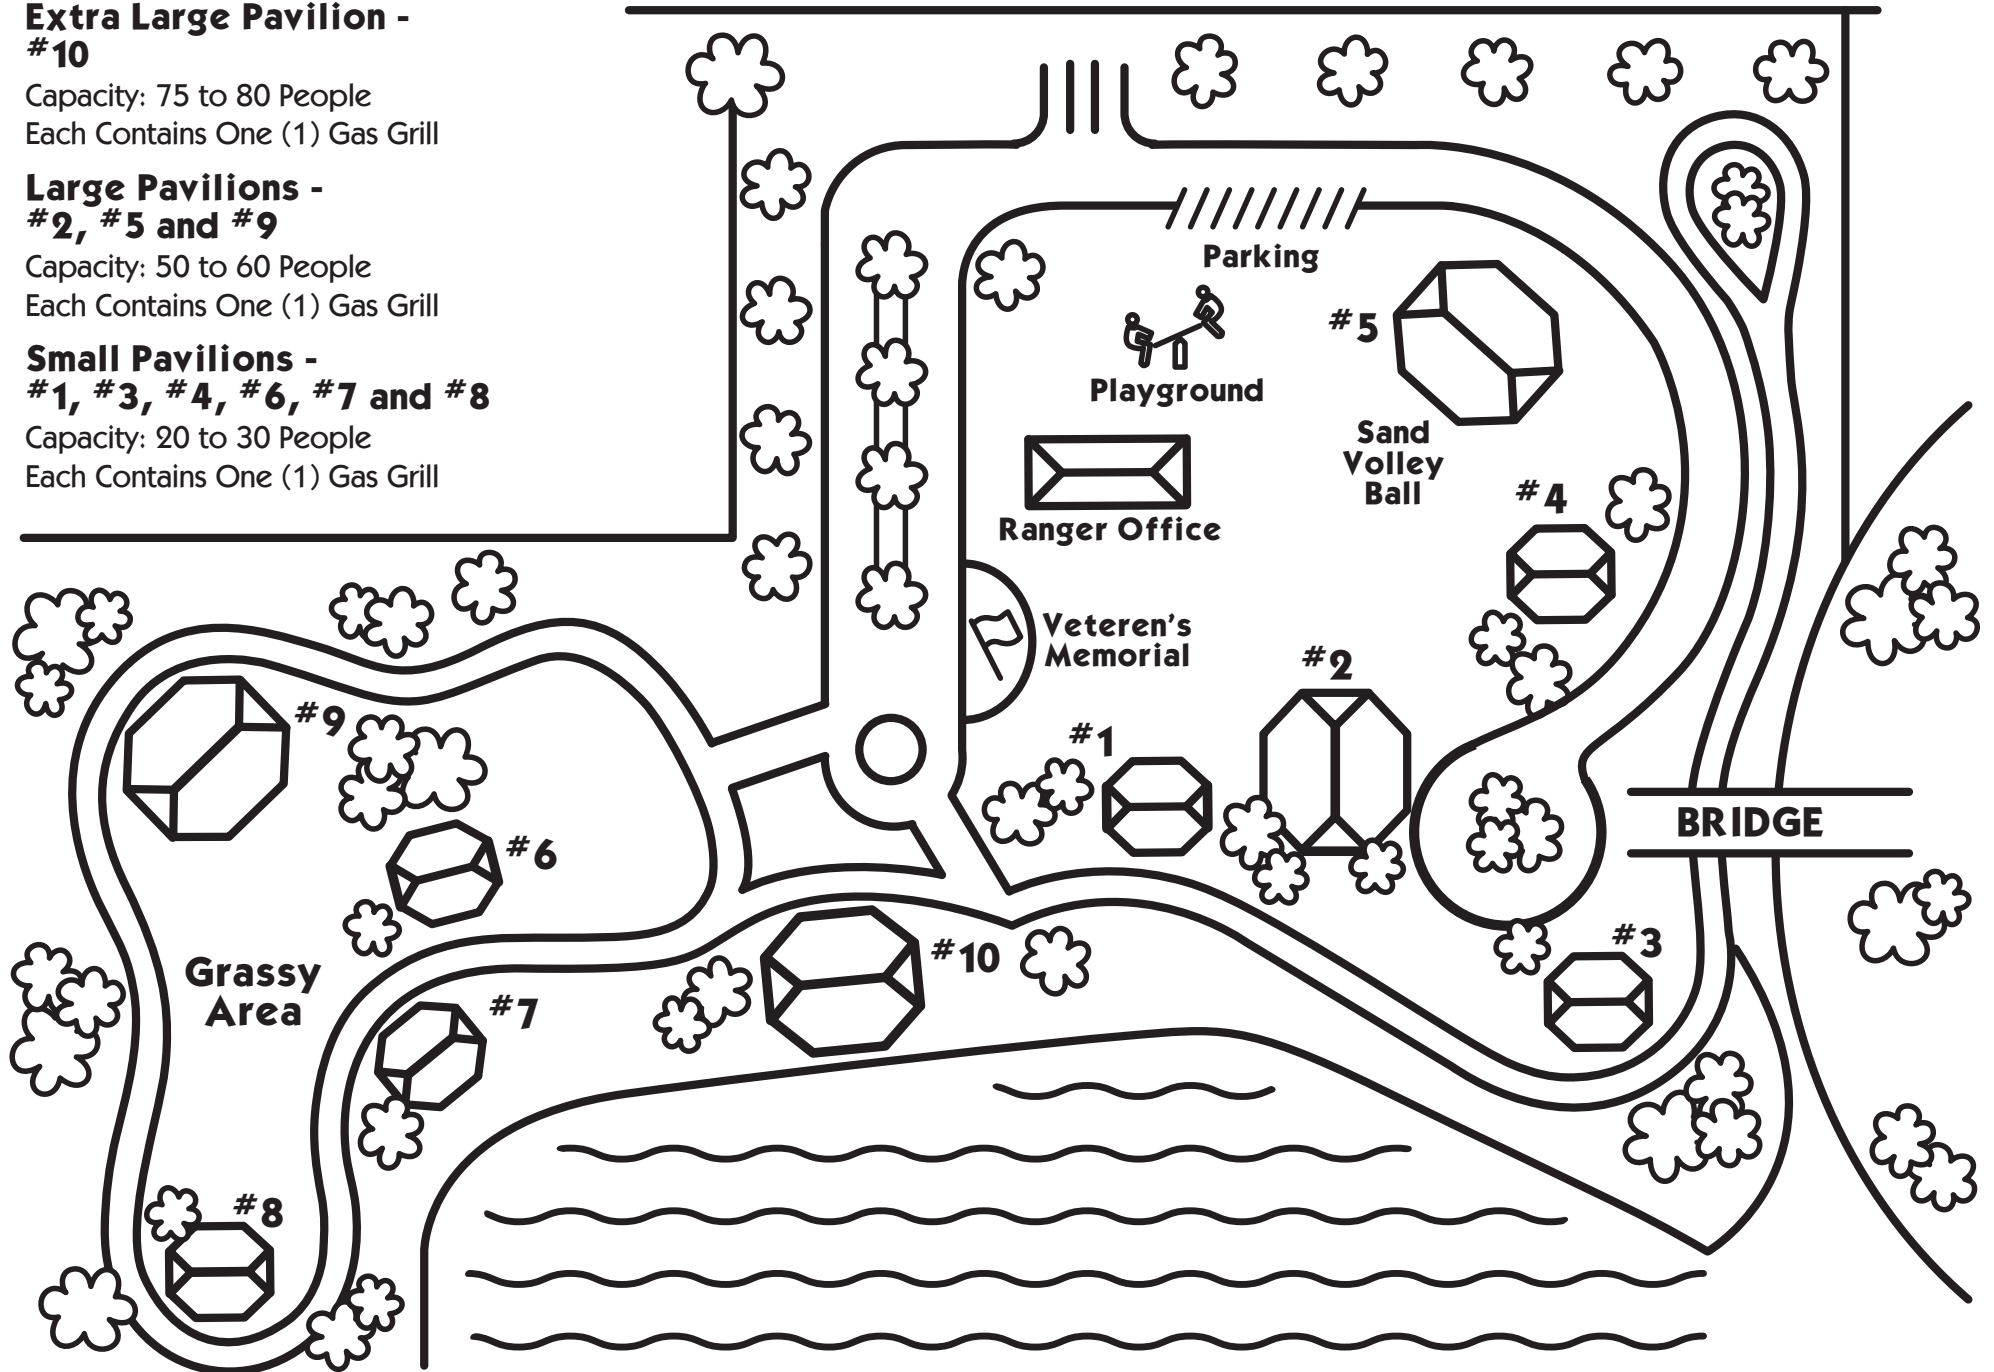 Extra Large Pavilion -
#10
Capacity: 75 to 80 People
Each Contains One (1) Gas Grill
Large Pavilions -
#2, #5 and #9
Capacity: 50 to 60 People
Each Contains One (1) Gas Grill
Small Pavilions -
#1, #3, #4, #6, #7 and #8
Capacity: 20 to 30 People
Each Contains One (1) Gas Grill
Parking
#5
Playground
Sand
Volley
Ball
#4
Ranger Office
Veteren's
Memorial
#2
#1
#9
#6
BRIDGE
#3
#10
Grassy
Area
#7
#8